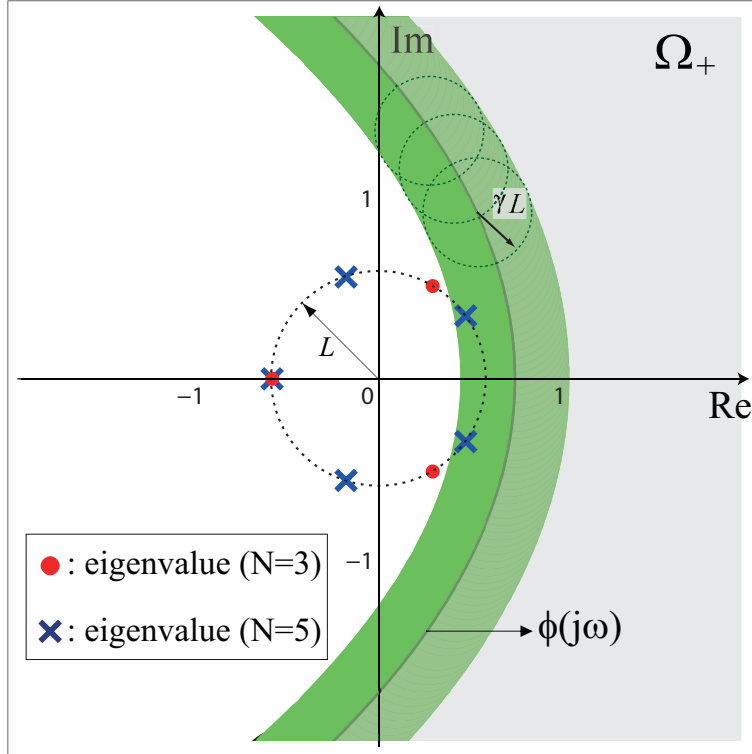 Im
Ω₊
1
γL
L
−1
0
1
Re
: eigenvalue (N=3)
−1
: eigenvalue (N=5)
ϕ(jω)